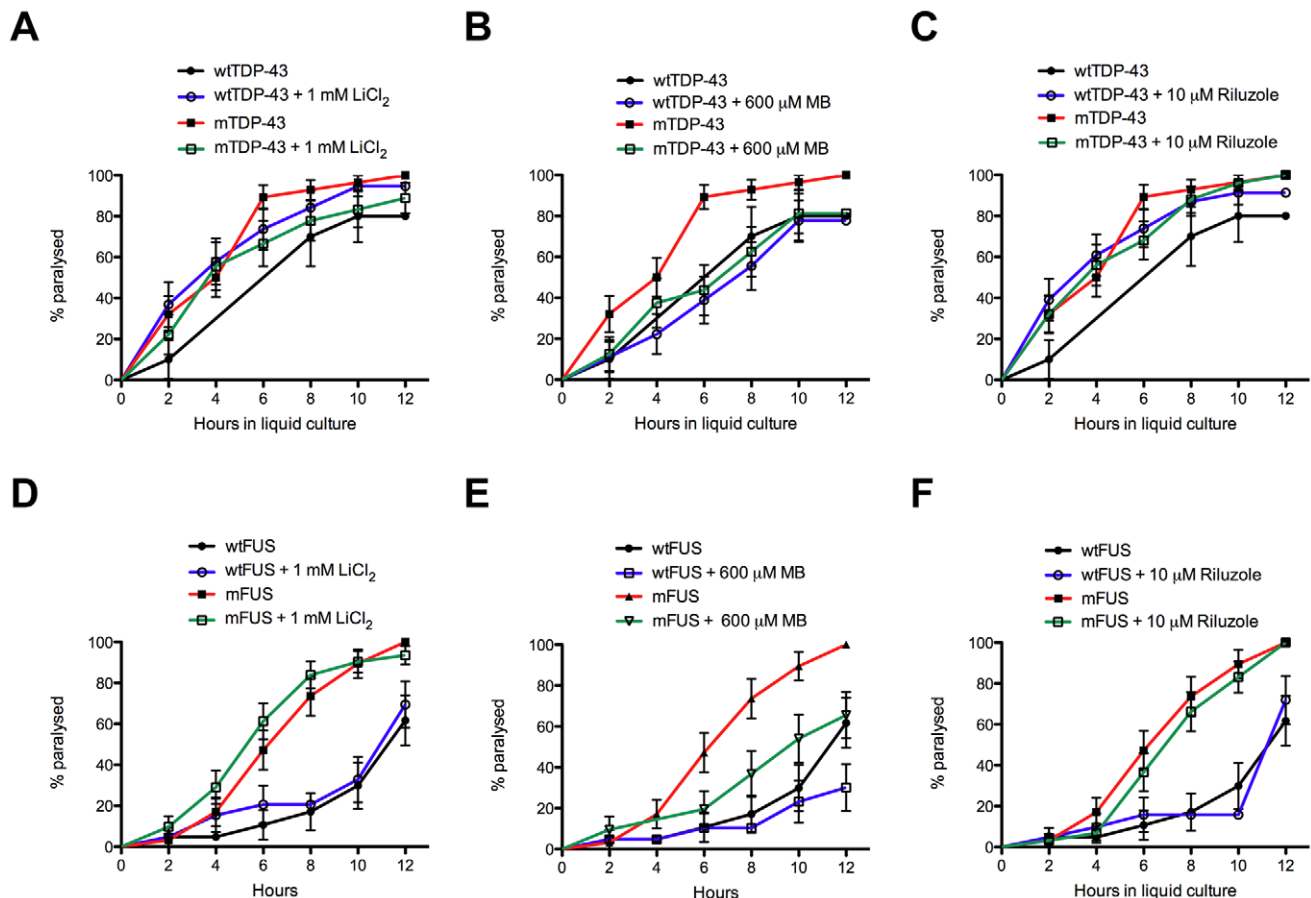 A
wtTDP-43
wtTDP-43 + 1 mM LiCl2
mTDP-43
mTDP-43 + 1 mM LiCl2
100
80
60
40
20
0
% paralysed
0 2 4 6 8 10 12
Hours in liquid culture
B
wtTDP-43
wtTDP-43 + 600 μM MB
mTDP-43
mTDP-43 + 600 μM MB
100
80
60
40
20
0
% paralysed
0 2 4 6 8 10 12
Hours in liquid culture
C
wtTDP-43
wtTDP-43 + 10 μM Riluzole
mTDP-43
mTDP-43 + 10 μM Riluzole
100
80
60
40
20
0
% paralysed
0 2 4 6 8 10 12
Hours in liquid culture
D
wtFUS
wtFUS + 1 mM LiCl2
mFUS
mFUS + 1 mM LiCl2
100
80
60
40
20
0
% paralysed
0 2 4 6 8 10 12
Hours
E
wtFUS
wtFUS + 600 μM MB
mFUS
mFUS + 600 μM MB
100
80
60
40
20
0
% paralysed
0 2 4 6 8 10 12
Hours
F
wtFUS
wtFUS + 10 μM Riluzole
mFUS
mFUS + 10 μM Riluzole
100
80
60
40
20
0
% paralysed
0 2 4 6 8 10 12
Hours in liquid culture